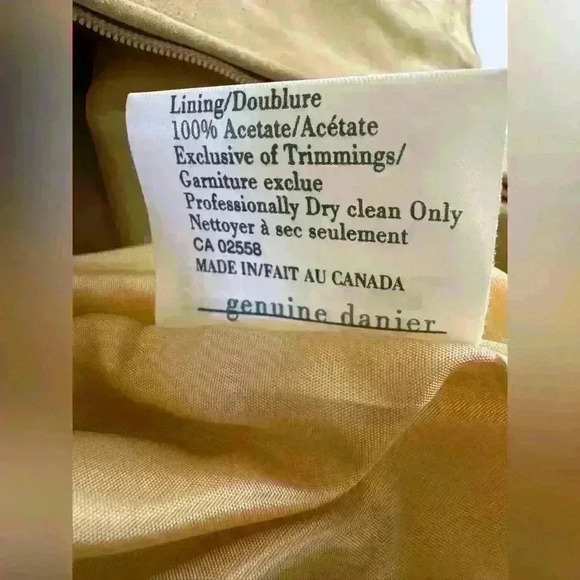 Lining/Doublure
100% Acetate/Acétate
Exclusive of Trimmings/
Garniture exclue
Professionally Dry clean Only
Nettoyer à sec seulement
CA 02558
MADE IN/FAIT AU CANADA
genuine danier